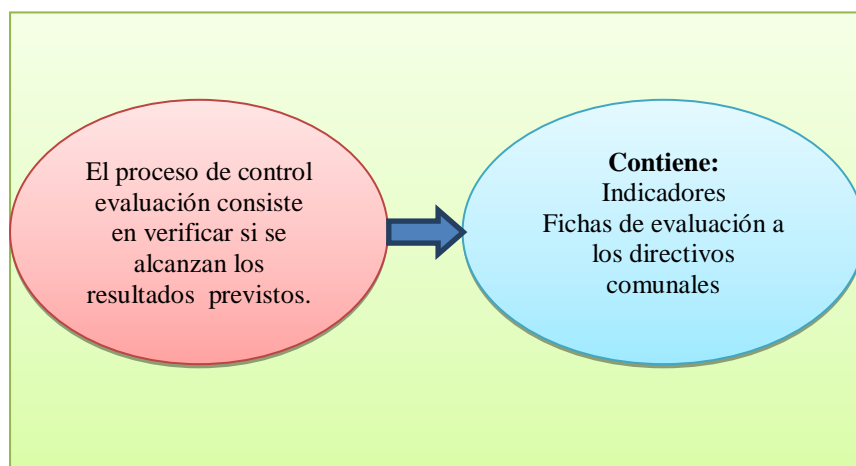 El proceso de control
evaluación consiste
en verificar si se
alcanzan los
resultados previstos.
Contiene:
Indicadores
Fichas de evaluación a
los directivos
comunales